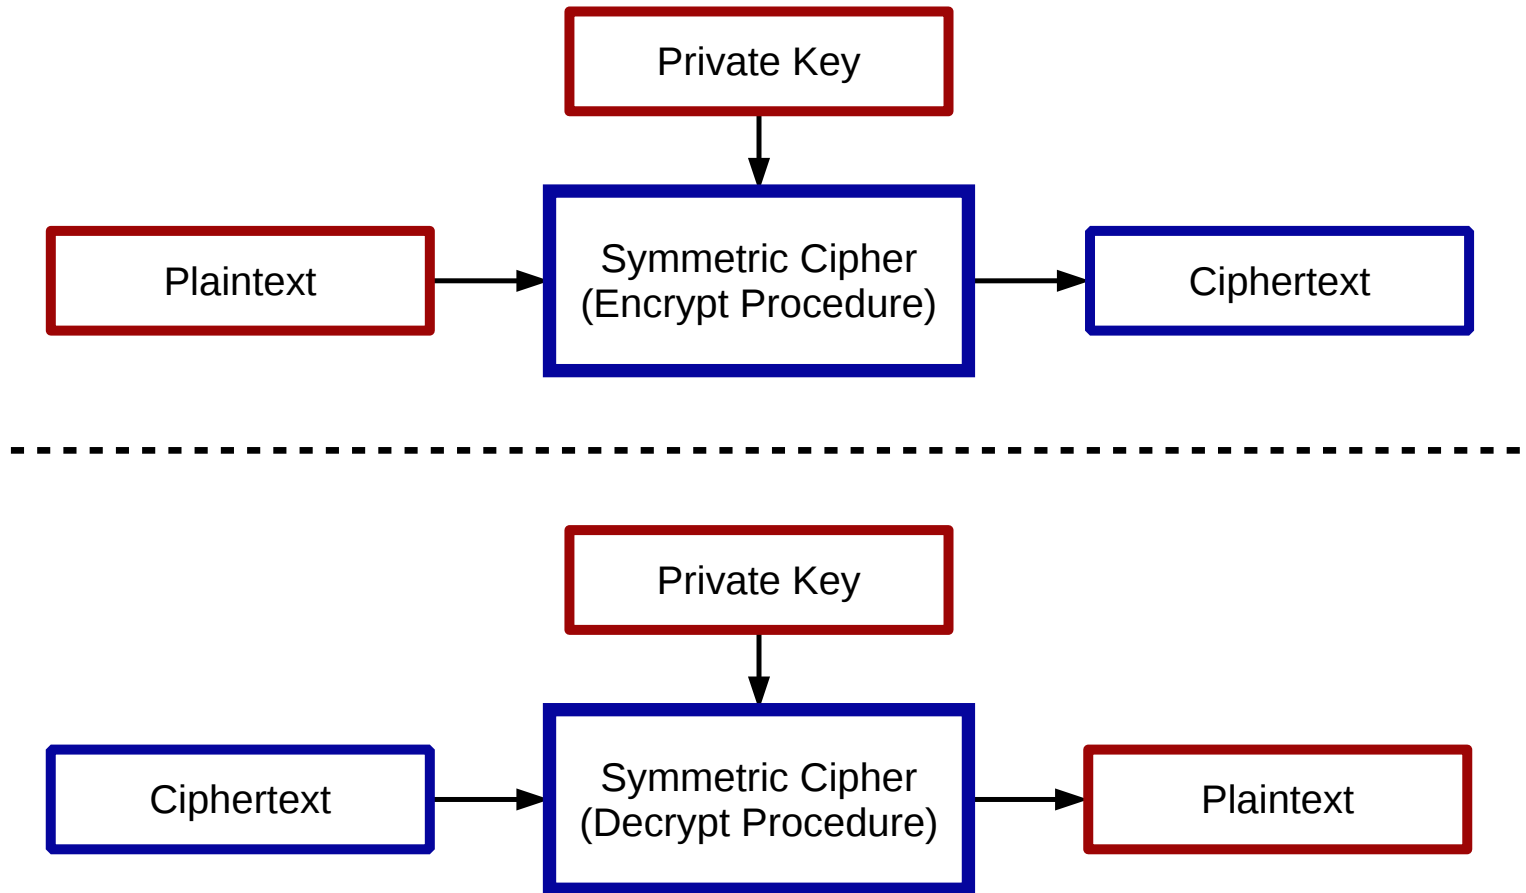 Private Key
Plaintext
Symmetric Cipher
(Encrypt Procedure)
Ciphertext
Private Key
Ciphertext
Symmetric Cipher
(Decrypt Procedure)
Plaintext